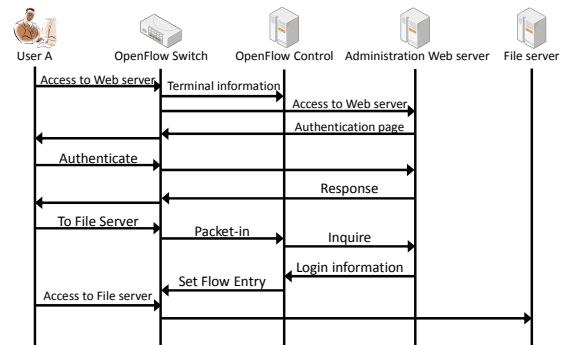 User A
OpenFlow Switch
OpenFlow Control
Administration Web server
File server
Access to Web server
Terminal information
Access to Web server
Authentication page
Authenticate
Response
To File Server
Packet-in
Inquire
Login information
Set Flow Entry
Access to File server